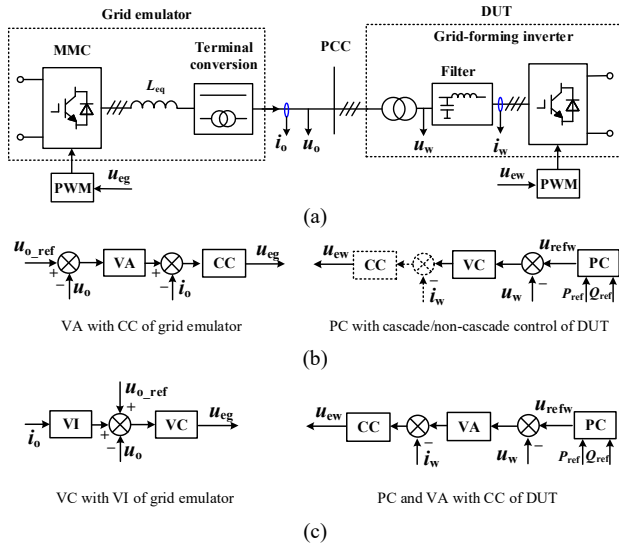 Grid emulator
DUT
MMC
Terminal
conversion
PCC
Grid-forming inverter
Filter
L_eq
i_o
u_o
u_w
i_w
PWM
u_eg
u_ew
PWM
(a)
u_o_ref
+
−
u_o
VA
+
−
i_o
CC
u_eg
u_ew
CC
−
i_w
VC
u_w
−
u_refw
PC
P_ref
Q_ref
VA with CC of grid emulator
PC with cascade/non-cascade control of DUT
(b)
u_o_ref
+
i_o
VI
+
−
u_o
VC
u_eg
u_ew
CC
−
i_w
VA
u_w
−
u_refw
PC
P_ref
Q_ref
VC with VI of grid emulator
PC and VA with CC of DUT
(c)